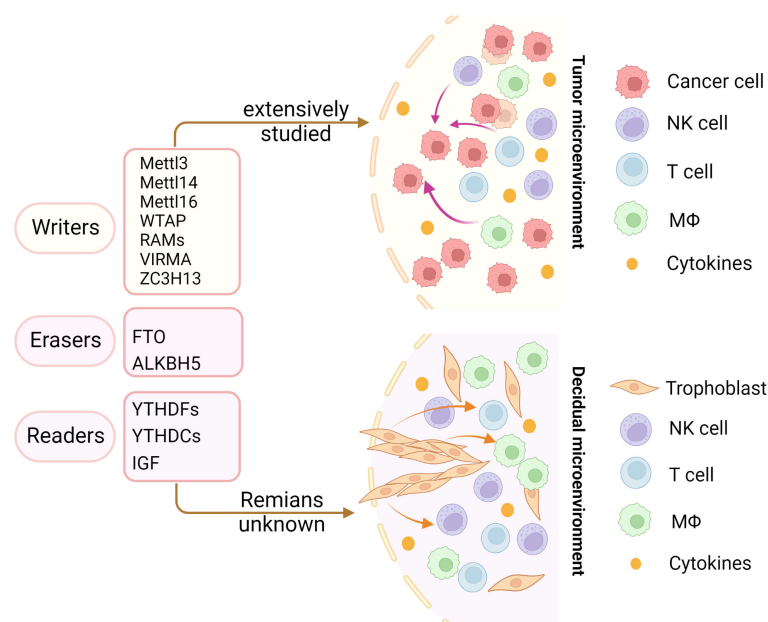 extensively
studied
Writers
Mettl3
Mettl14
Mettl16
WTAP
RAMs
VIRMA
ZC3H13
Erasers
FTO
ALKBH5
Readers
YTHDFs
YTHDCs
IGF
Remians
unknown
Tumor microenvironment
Cancer cell
NK cell
T cell
MΦ
Cytokines
Decidual microenvironment
Trophoblast
NK cell
T cell
MΦ
Cytokines